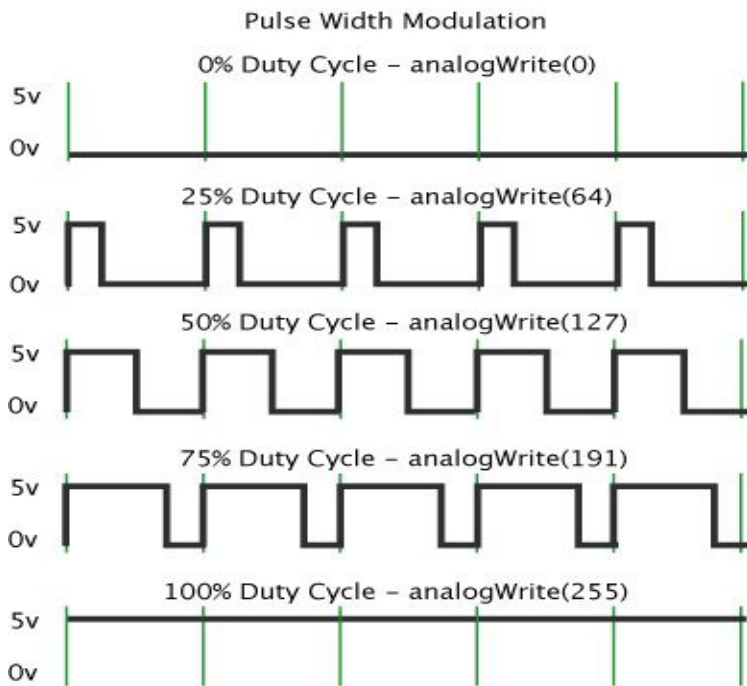 Pulse Width Modulation
0% Duty Cycle – analogWrite(0)
5v
0v
25% Duty Cycle – analogWrite(64)
5v
0v
50% Duty Cycle – analogWrite(127)
5v
0v
75% Duty Cycle – analogWrite(191)
5v
0v
100% Duty Cycle – analogWrite(255)
5v
0v